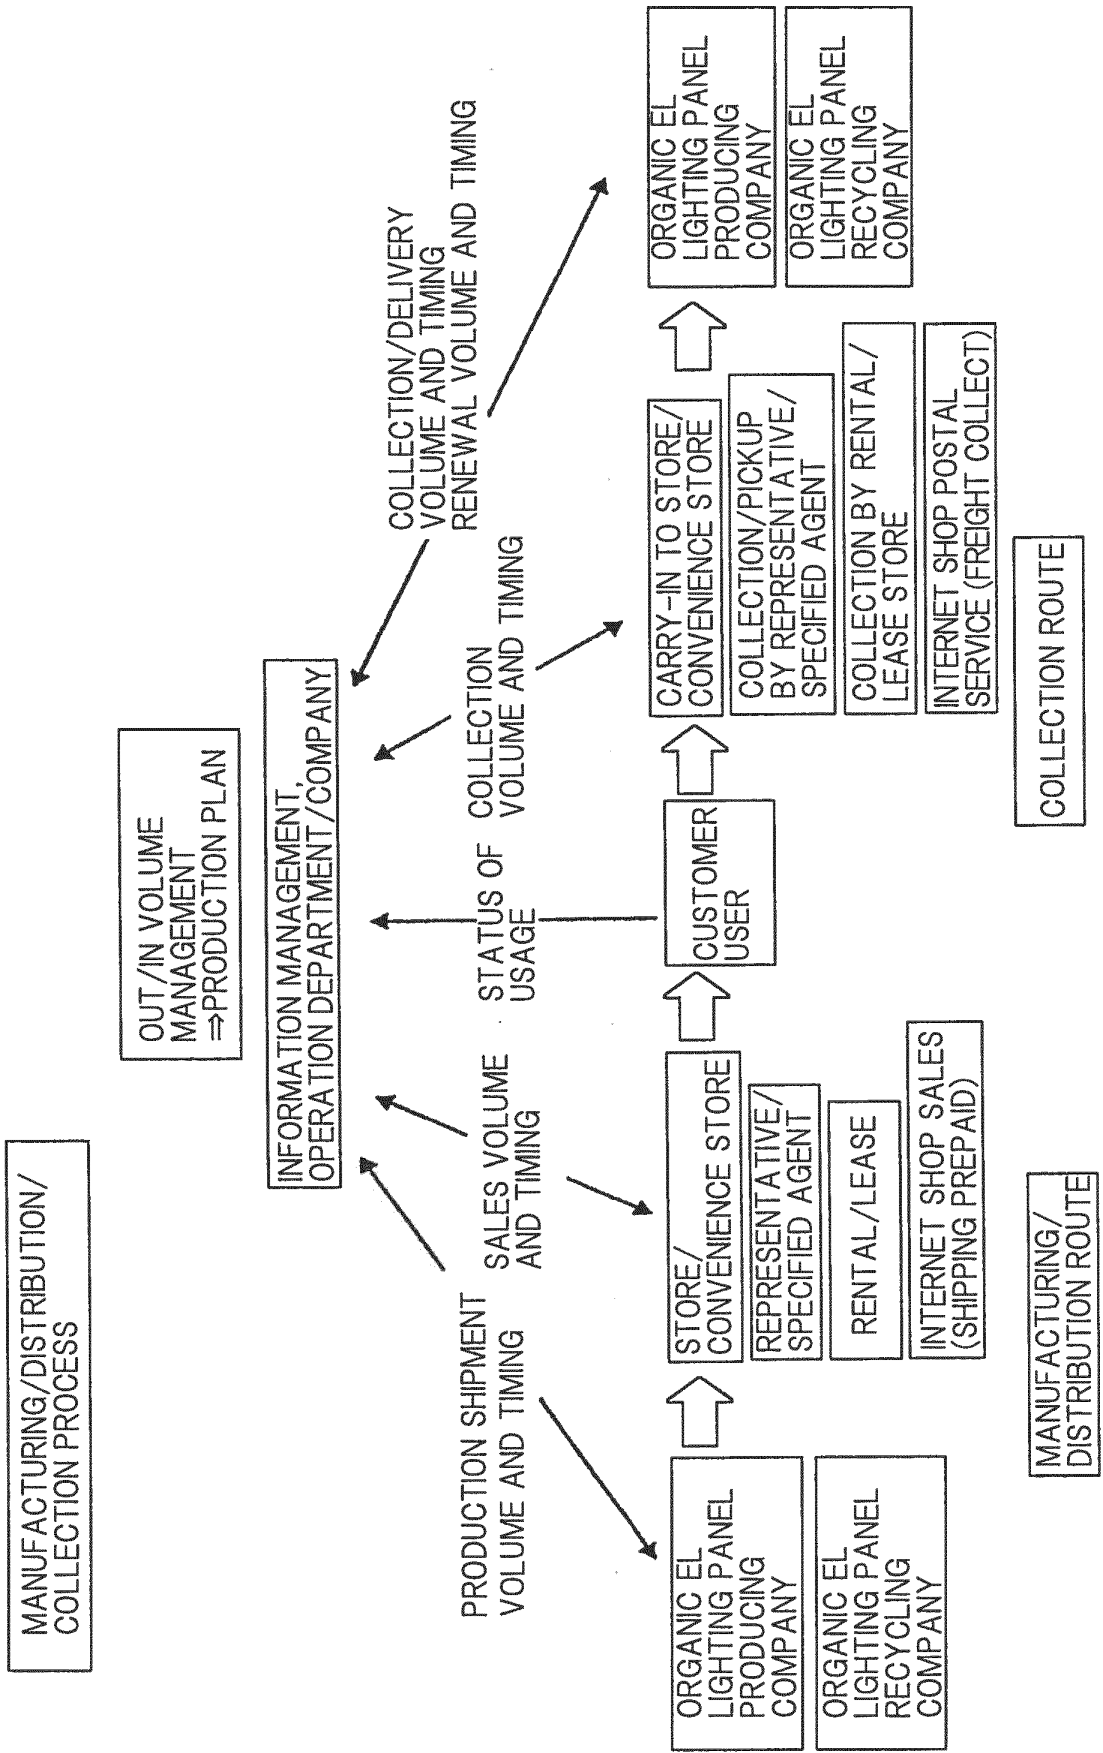 MANUFACTURING/DISTRIBUTION/
COLLECTION PROCESS
OUT/IN VOLUME
MANAGEMENT
⇒PRODUCTION PLAN
INFORMATION MANAGEMENT,
OPERATION DEPARTMENT/COMPANY
PRODUCTION SHIPMENT
VOLUME AND TIMING
SALES VOLUME
AND TIMING
STATUS OF
USAGE
COLLECTION
VOLUME AND TIMING
COLLECTION/DELIVERY
VOLUME AND TIMING
RENEWAL VOLUME AND TIMING
ORGANIC EL
LIGHTING PANEL
PRODUCING
COMPANY
ORGANIC EL
LIGHTING PANEL
RECYCLING
COMPANY
STORE/
CONVENIENCE STORE
REPRESENTATIVE/
SPECIFIED AGENT
RENTAL/LEASE
INTERNET SHOP SALES
(SHIPPING PREPAID)
CUSTOMER
USER
CARRY-IN TO STORE/
CONVENIENCE STORE
COLLECTION/PICKUP
BY REPRESENTATIVE/
SPECIFIED AGENT
COLLECTION BY RENTAL/
LEASE STORE
INTERNET SHOP POSTAL
SERVICE (FREIGHT COLLECT)
ORGANIC EL
LIGHTING PANEL
PRODUCING
COMPANY
ORGANIC EL
LIGHTING PANEL
RECYCLING
COMPANY
MANUFACTURING/
DISTRIBUTION ROUTE
COLLECTION ROUTE